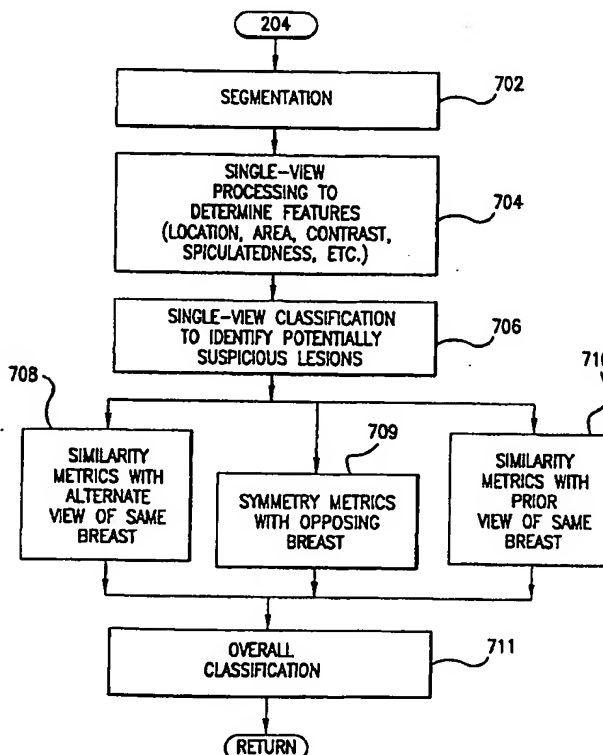 204
SEGMENTATION
702
SINGLE-VIEW
PROCESSING TO
DETERMINE FEATURES
(LOCATION, AREA, CONTRAST,
SPICULATEDNESS, ETC.)
704
SINGLE-VIEW CLASSIFICATION
TO IDENTIFY POTENTIALLY
SUSPICIOUS LESIONS
706
708
SIMILARITY
METRICS WITH
ALTERNATE
VIEW OF SAME
BREAST
709
SYMMETRY METRICS
WITH OPPOSING
BREAST
710
SIMILARITY
METRICS WITH
PRIOR
VIEW OF SAME
BREAST
OVERALL
CLASSIFICATION
711
RETURN